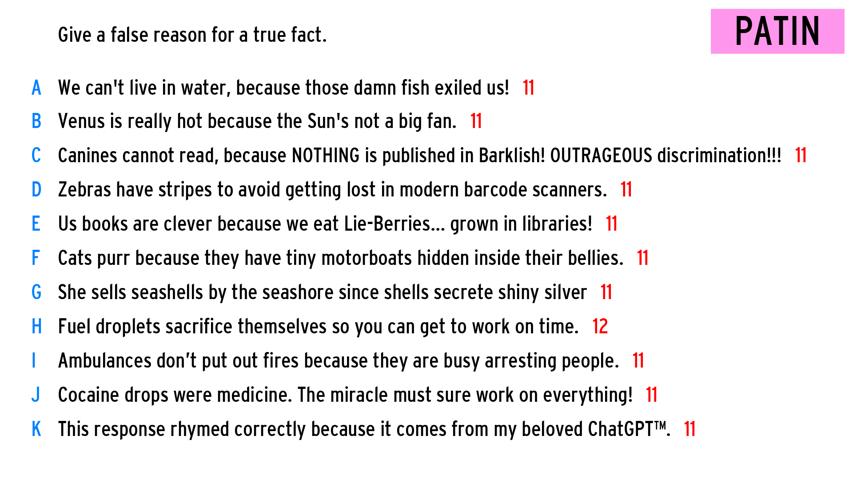 Give a false reason for a true fact.
PATIN
A We can't live in water, because those damn fish exiled us! 11
B Venus is really hot because the Sun's not a big fan. 11
C Canines cannot read, because NOTHING is published in Barklish! OUTRAGEOUS discrimination!!! 11
D Zebras have stripes to avoid getting lost in modern barcode scanners. 11
E Us books are clever because we eat Lie-Berries... grown in libraries! 11
F Cats purr because they have tiny motorboats hidden inside their bellies. 11
G She sells seashells by the seashore since shells secrete shiny silver 11
H Fuel droplets sacrifice themselves so you can get to work on time. 12
I Ambulances don’t put out fires because they are busy arresting people. 11
J Cocaine drops were medicine. The miracle must sure work on everything! 11
K This response rhymed correctly because it comes from my beloved ChatGPT™. 11